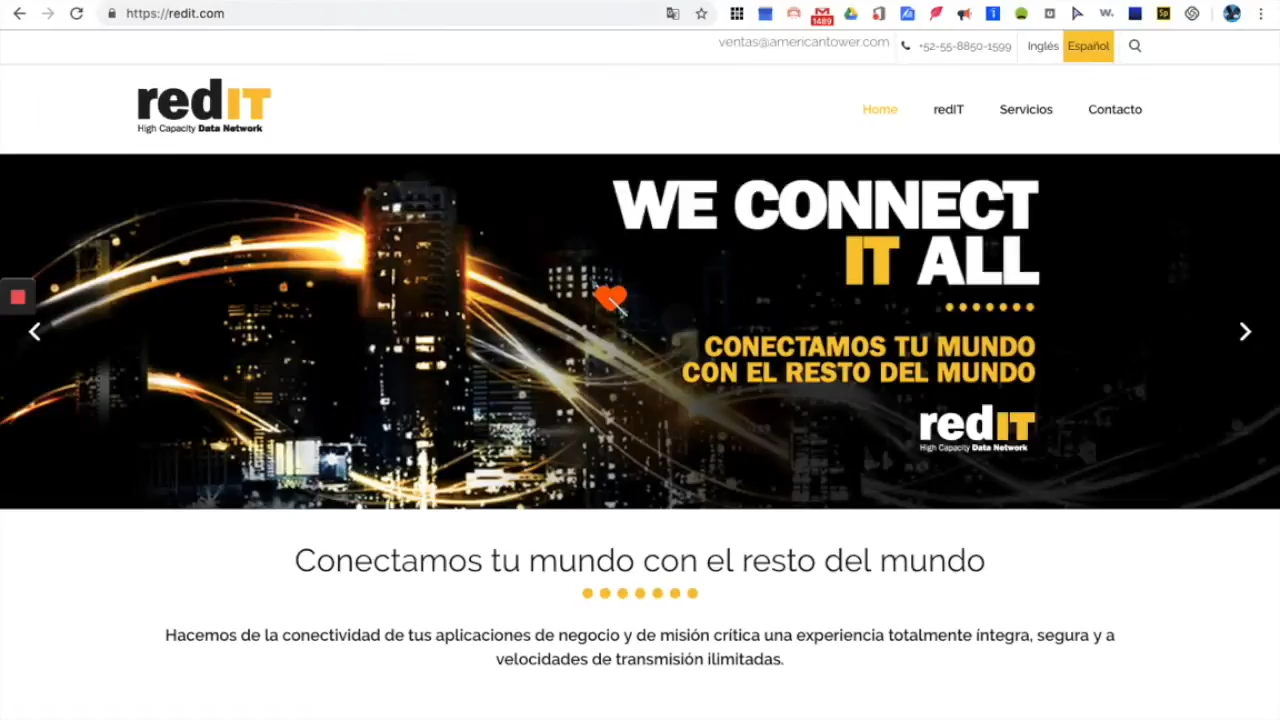 https://redit.com
1489
ventas@americantower.com
+52-55-8850-1599
Inglés
Español
redIT
High Capacity Data Network
Home
redIT
Servicios
Contacto
WE CONNECT
IT ALL
CONECTAMOS TU MUNDO
CON EL RESTO DEL MUNDO
redIT
High Capacity Data Network
Conectamos tu mundo con el resto del mundo
Hacemos de la conectividad de tus aplicaciones de negocio y de misión crítica una experiencia totalmente íntegra, segura y a
velocidades de transmisión ilimitadas.